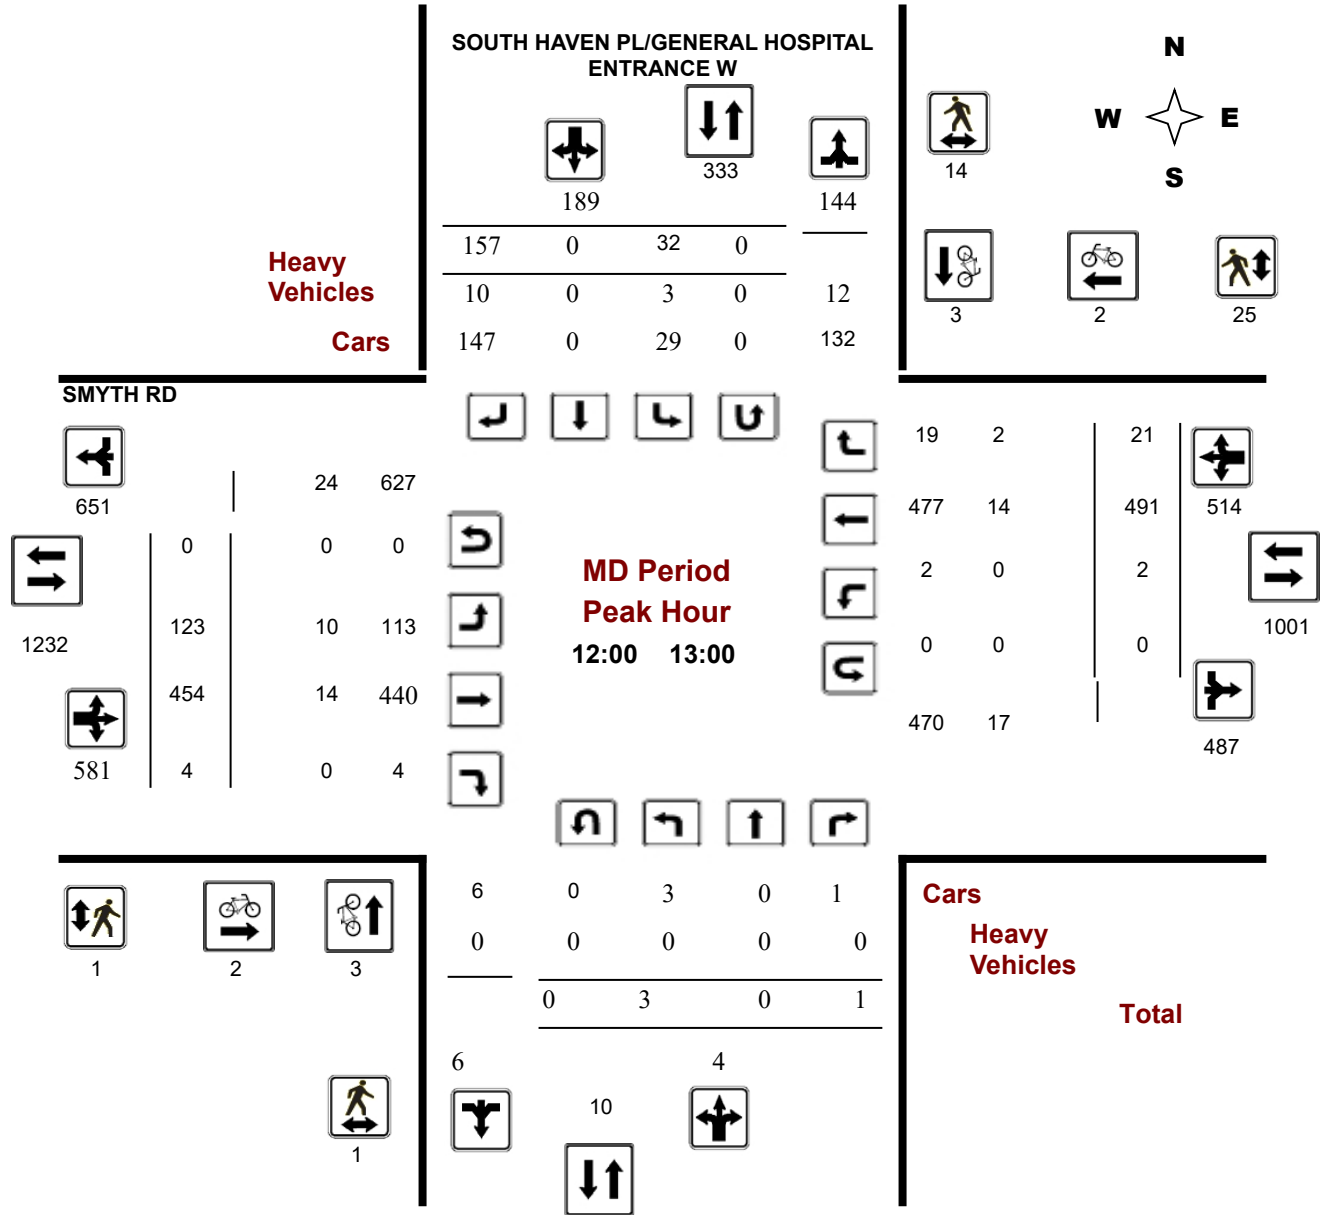 SOUTH HAVEN PL/GENERAL HOSPITAL
ENTRANCE W
N
W E
S
333
14
189
144
157 0 32 0
Heavy
Vehicles
10 0 3 0 12
3 2 25
Cars
147 0 29 0 132
SMYTH RD
19 2 21
24 627
651
477 14 491 514
0 0 0
MD Period
2 0 2
Peak Hour
123 10 113
1232
12:00 13:00
0 0 0
1001
454 14 440
470 17
487
581 4 0 4
6 0 3 0 1
Cars
0 0 0 0 0
Heavy
Vehicles
1 2 3
0 3 0 1
Total
6 4
10
1